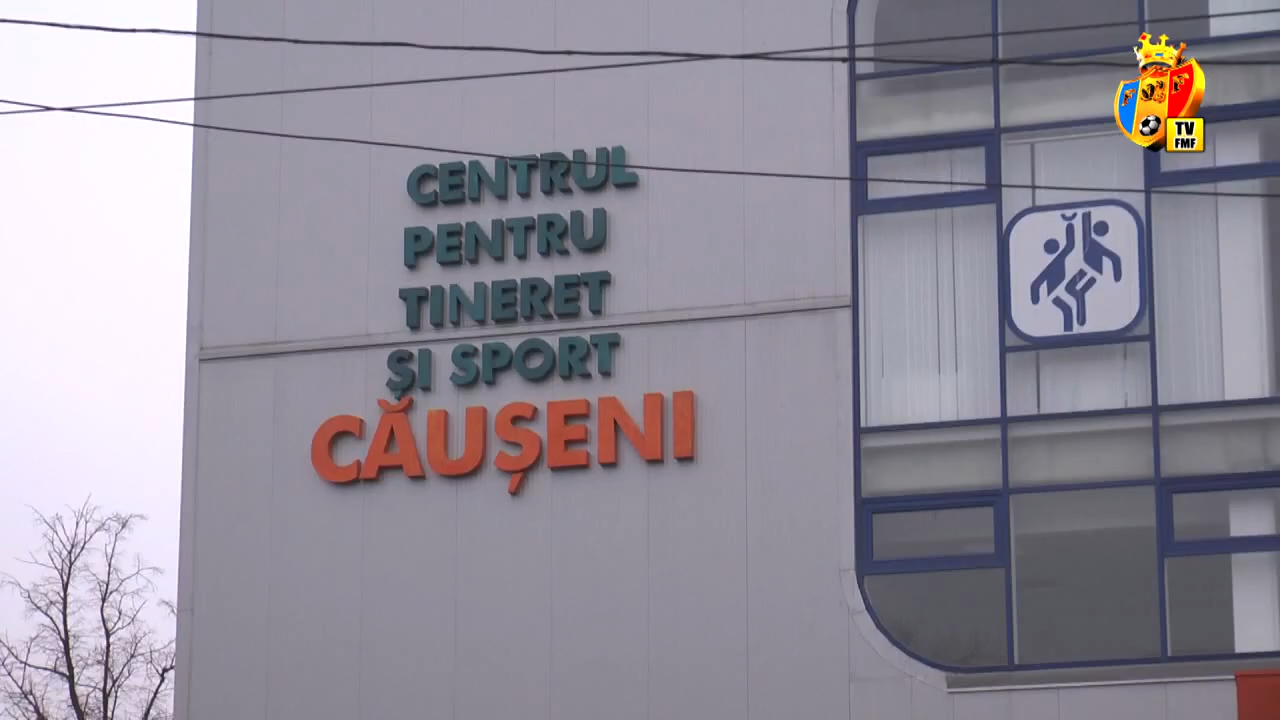 CENTRUL
PENTRU
TINERET
ȘI SPORT
CĂUȘENI
TV
FMF